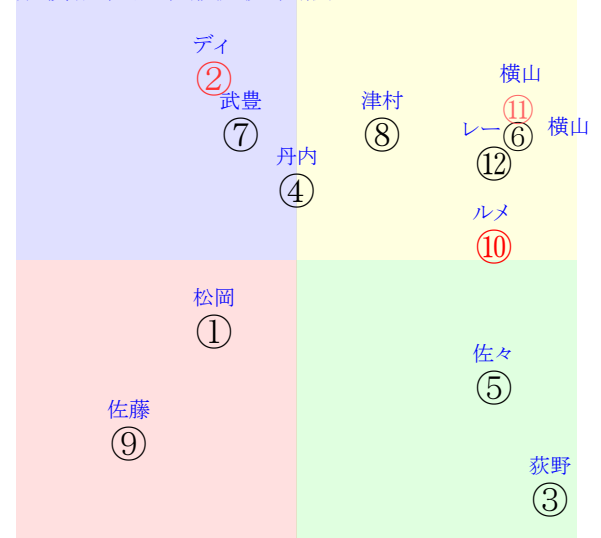 ディ
②
武豊
⑦
丹内
④
津村
⑧
横山
⑪
レー
⑥
横山
⑫
ルメ
⑩
松岡
①
佐藤
⑨
佐々
⑤
荻野
③